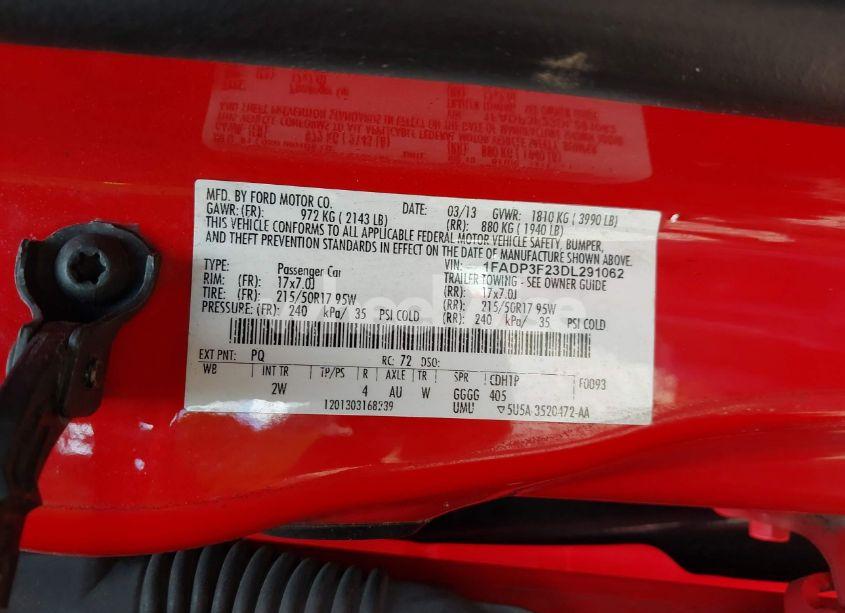 MFD. BY FORD MOTOR CO. DATE: 03/13 GVWR: 1810 KG ( 3990 LB)
GAWR: (FR): 972 KG ( 2143 LB) (RR): 880 KG ( 1940 LB)
THIS VEHICLE CONFORMS TO ALL APPLICABLE FEDERAL MOTOR VEHICLE SAFETY, BUMPER,
AND THEFT PREVENTION STANDARDS IN EFFECT ON THE DATE OF MANUFACTURE SHOWN ABOVE.
VIN: 1FADP3F23DL291062
TYPE: Passenger Car TRAILER TOWING - SEE OWNER GUIDE
RIM: (FR): 17x7.0J (RR): 17x7.0J
TIRE: (FR): 215/50R17 95W (RR): 215/50R17 95W
PRESSURE: (FR): 240 kPa/ 35 PSI COLD (RR): 240 kPa/ 35 PSI COLD
EXT PNT: PQ RC: 72 DSO: F0093
WB INT TR TP/PS R AXLE TR SPR CDH1P
2W 4 AU W GGGG 405
1201303168239 UMU ▽5U5A-3520472-AA